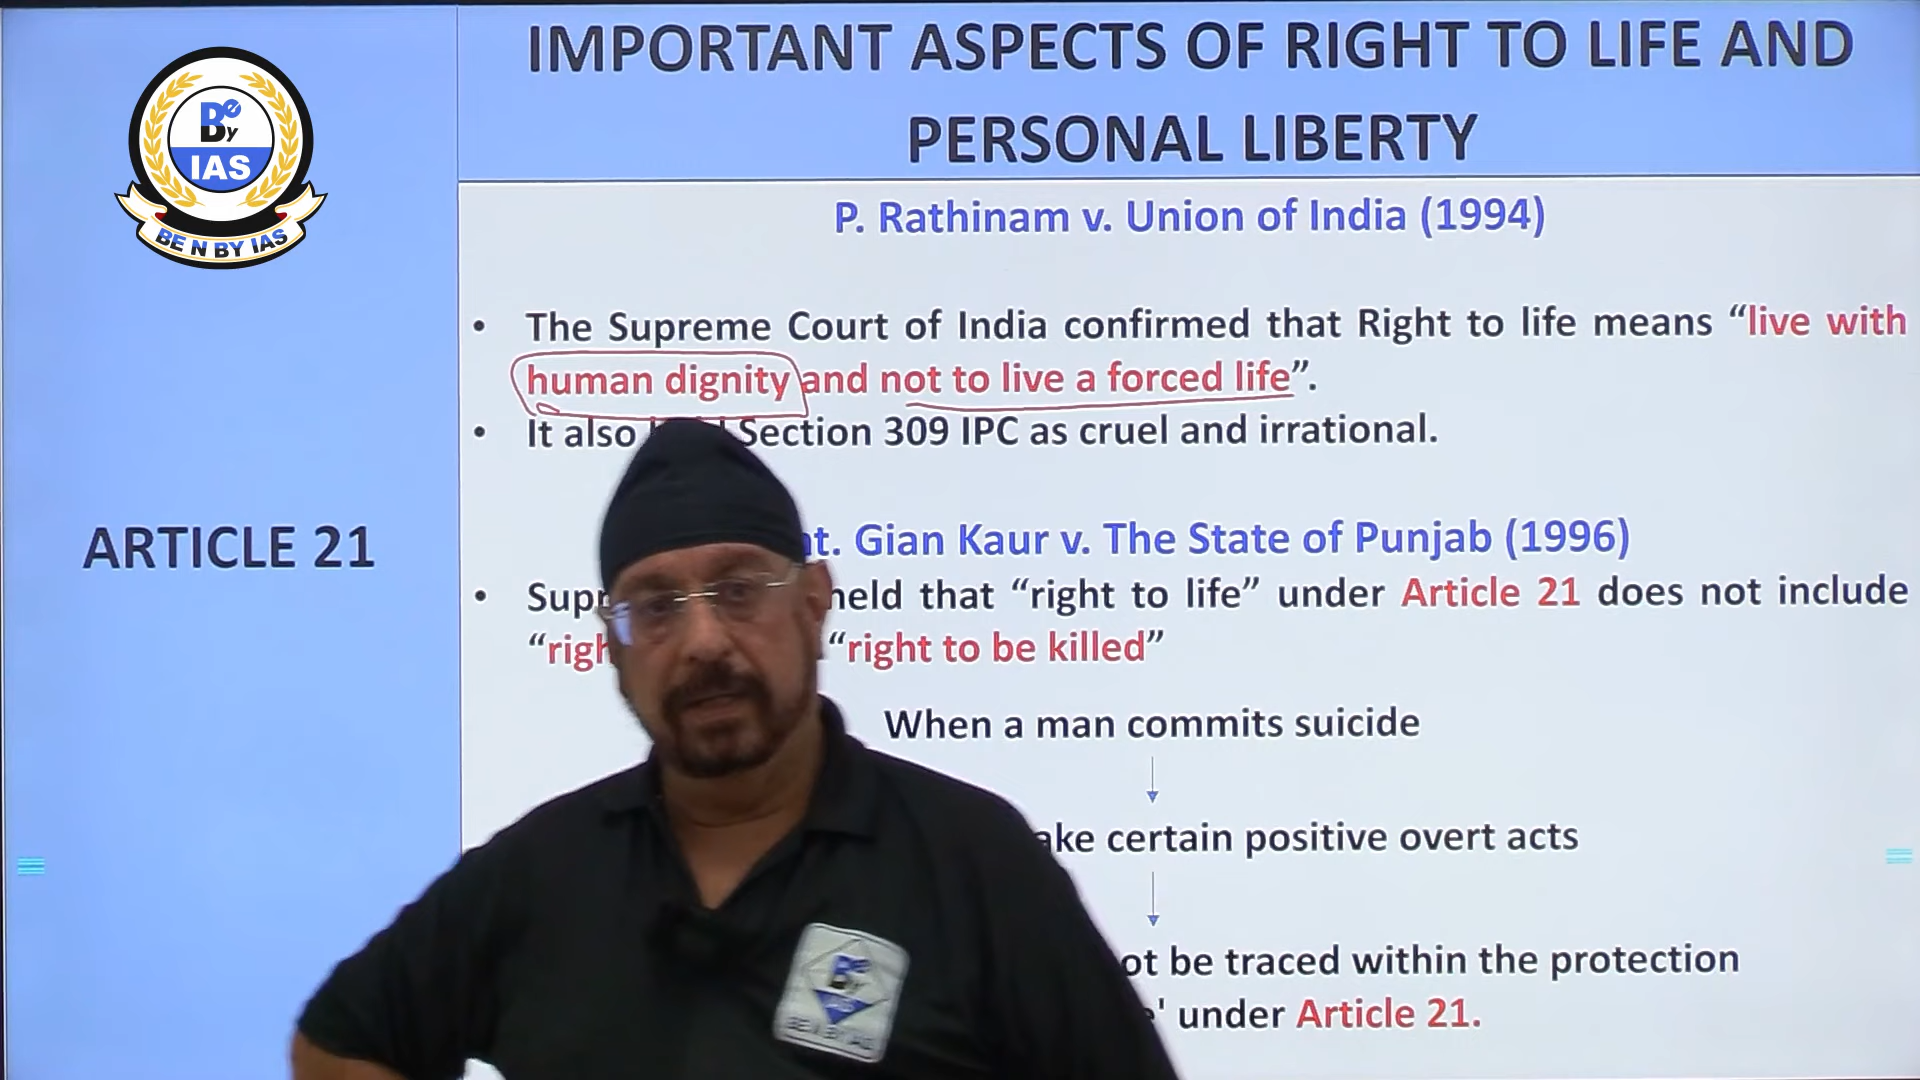 IMPORTANT ASPECTS OF RIGHT TO LIFE AND
PERSONAL LIBERTY
Be
By
IAS
BE N BY IAS
ARTICLE 21
P. Rathinam v. Union of India (1994)
• The Supreme Court of India confirmed that Right to life means “live with
human dignity and not to live a forced life”.
• It also Section 309 IPC as cruel and irrational.
Gian Kaur v. The State of Punjab (1996)
• held that “right to life” under Article 21 does not include
“right to be killed”
When a man commits suicide
certain positive overt acts
be traced within the protection
under Article 21.